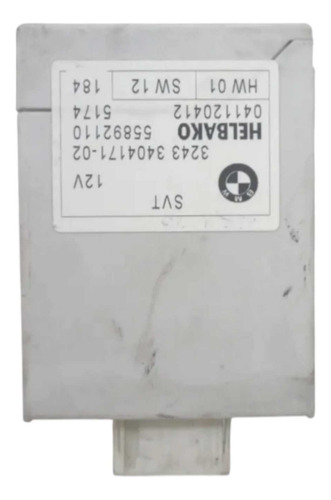 SVT
12V
3243 3404171-02
HELBAKO 55892110
041120412 5174
HW 01 SW 12 184